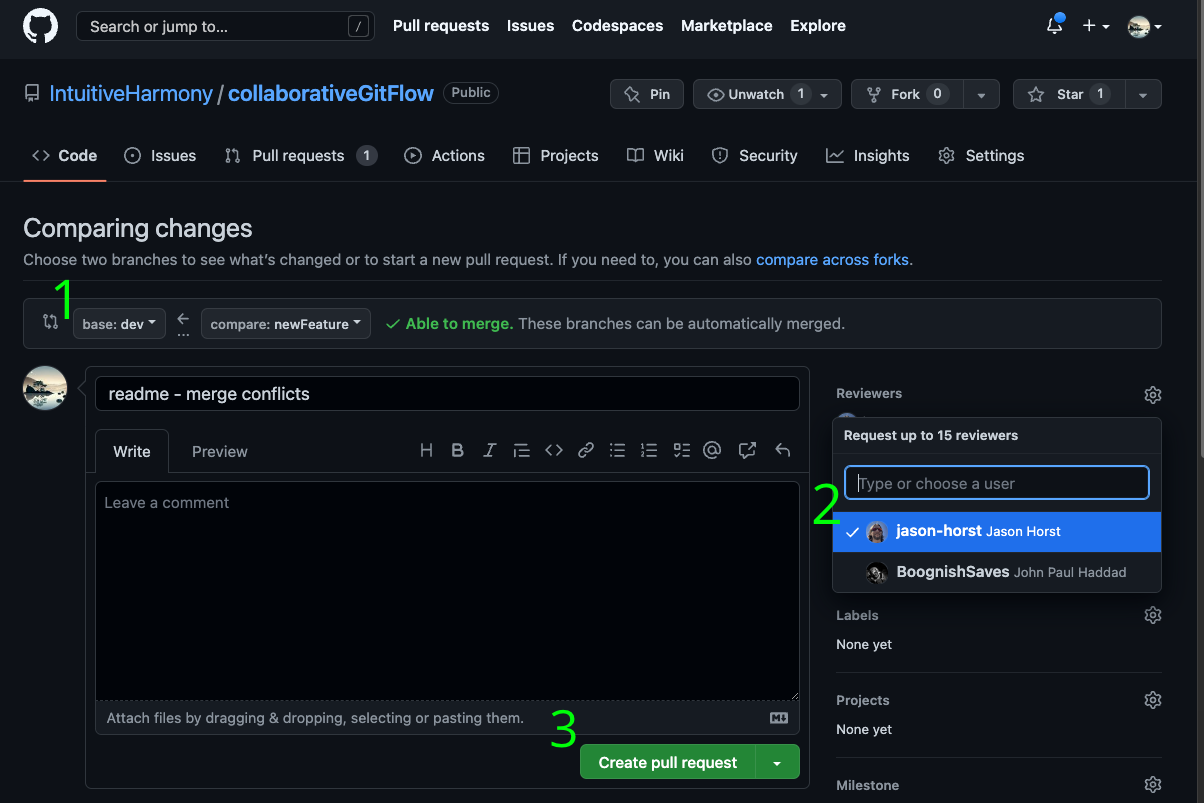 Search or jump to... / Pull requests Issues Codespaces Marketplace Explore
IntuitiveHarmony / collaborativeGitFlow Public Pin Unwatch 1 Fork 0 Star 1
Code Issues Pull requests 1 Actions Projects Wiki Security Insights Settings
Comparing changes
Choose two branches to see what's changed or to start a new pull request. If you need to, you can also compare across forks.
1
base: dev ← compare: newFeature ✓ Able to merge. These branches can be automatically merged.
readme - merge conflicts
Write Preview H B I @
Leave a comment
Attach files by dragging & dropping, selecting or pasting them.
3
Create pull request
Reviewers
Request up to 15 reviewers
Type or choose a user
2
jason-horst Jason Horst
BoognishSaves John Paul Haddad
Labels
None yet
Projects
None yet
Milestone